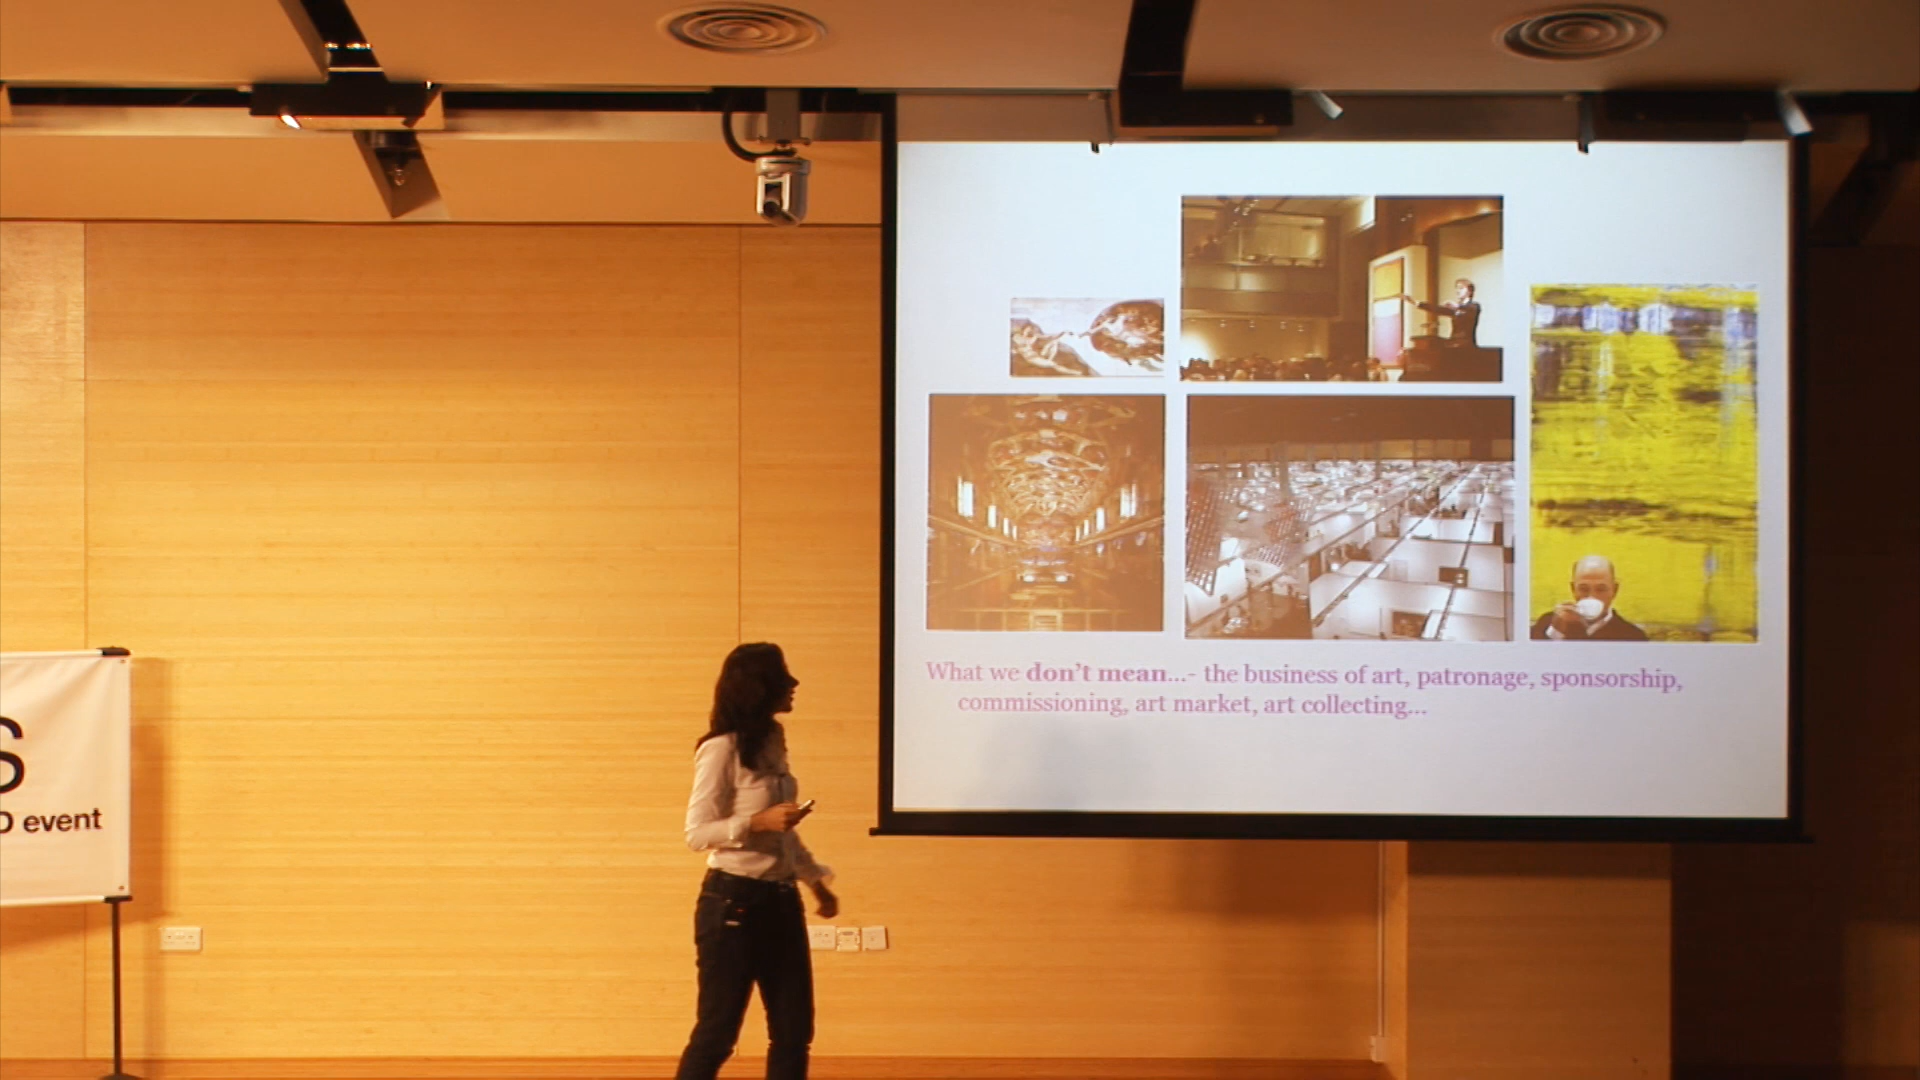 What we don't mean...- the business of art, patronage, sponsorship,
commissioning, art market, art collecting...
S
D event